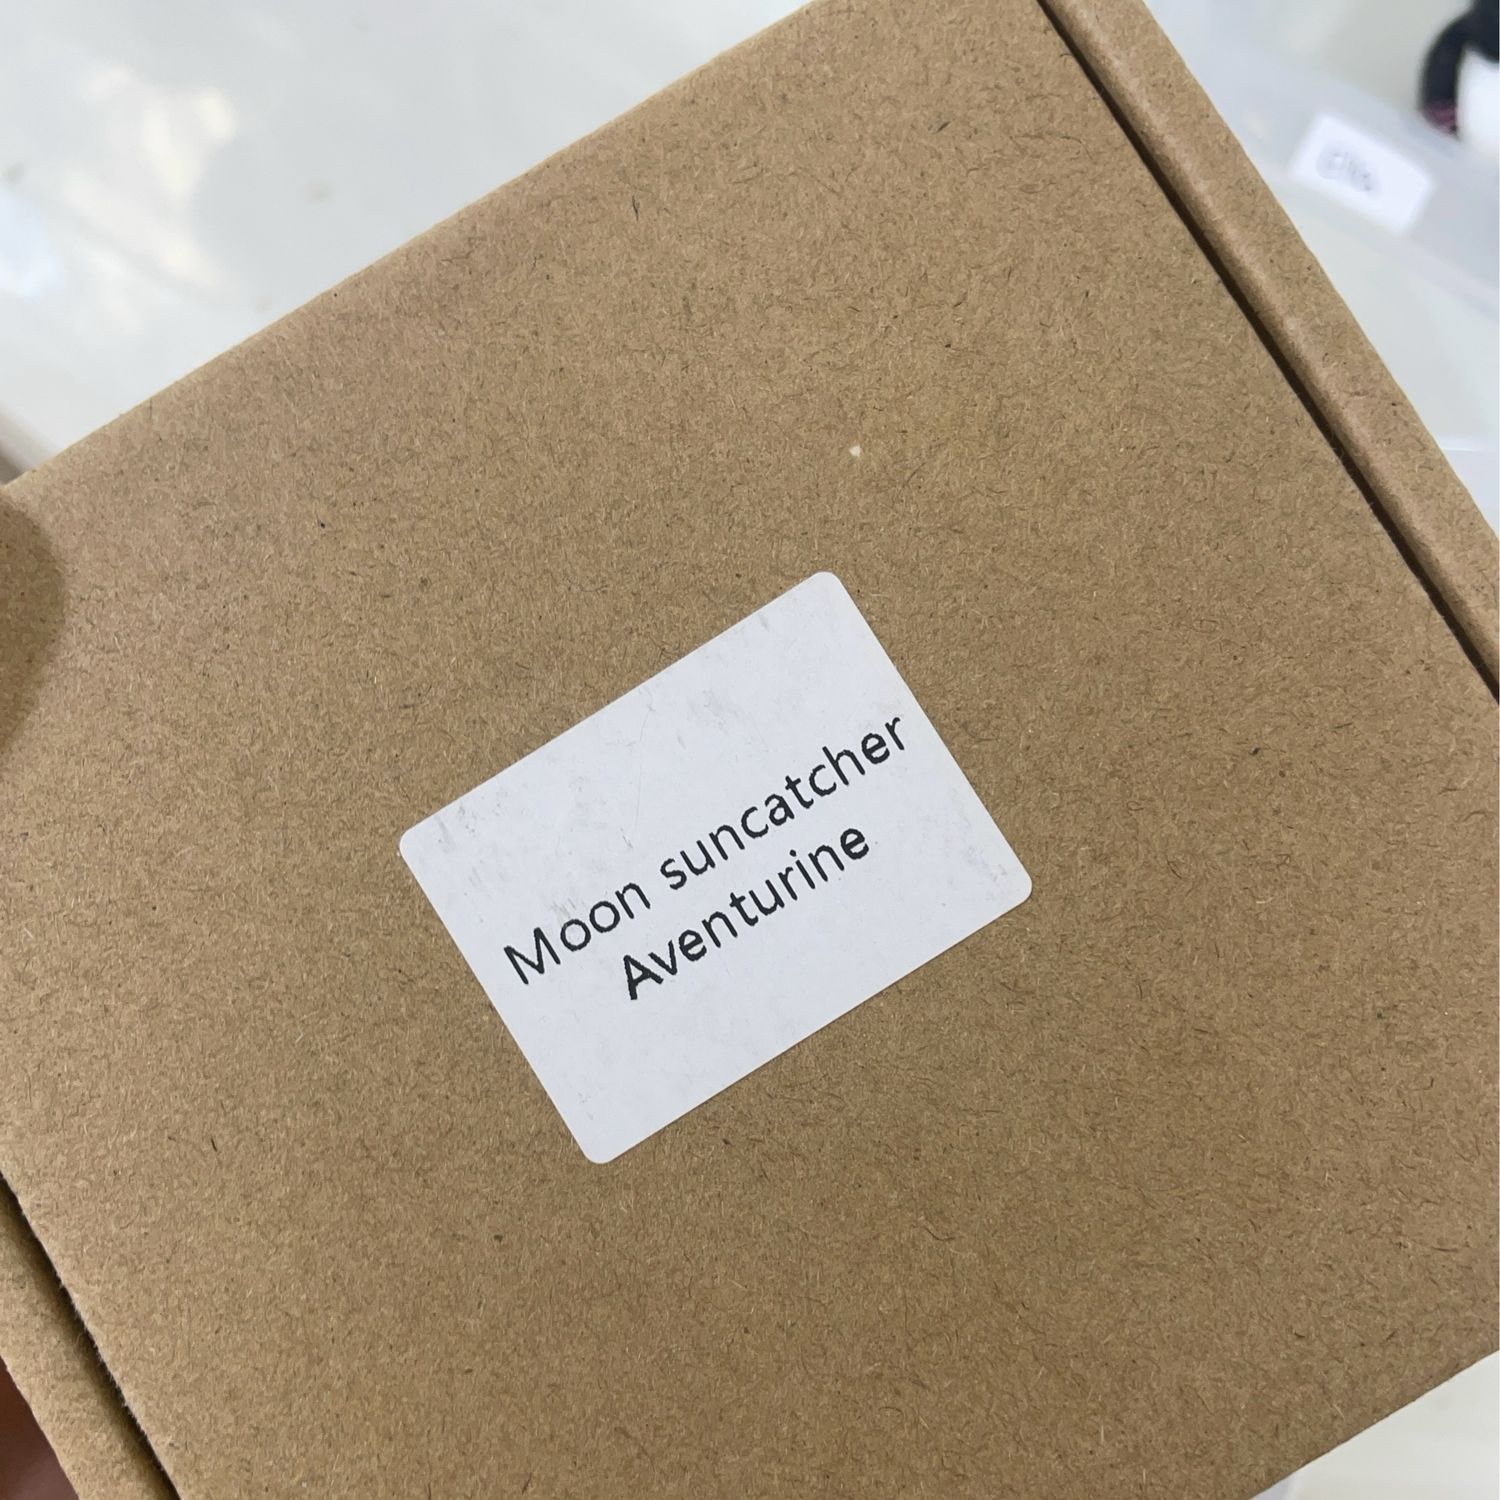 Moon suncatcher
Aventurine